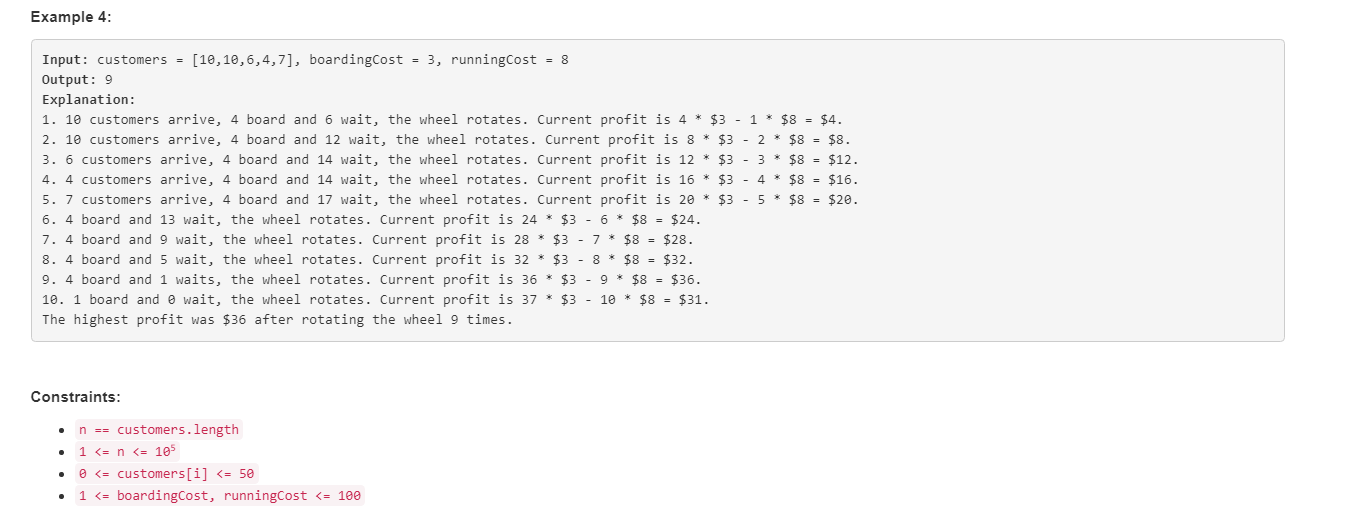 Example 4:
Input: customers = [10,10,6,4,7], boardingCost = 3, runningCost = 8
Output: 9
Explanation:
1. 10 customers arrive, 4 board and 6 wait, the wheel rotates. Current profit is 4 * $3 - 1 * $8 = $4.
2. 10 customers arrive, 4 board and 12 wait, the wheel rotates. Current profit is 8 * $3 - 2 * $8 = $8.
3. 6 customers arrive, 4 board and 14 wait, the wheel rotates. Current profit is 12 * $3 - 3 * $8 = $12.
4. 4 customers arrive, 4 board and 14 wait, the wheel rotates. Current profit is 16 * $3 - 4 * $8 = $16.
5. 7 customers arrive, 4 board and 17 wait, the wheel rotates. Current profit is 20 * $3 - 5 * $8 = $20.
6. 4 board and 13 wait, the wheel rotates. Current profit is 24 * $3 - 6 * $8 = $24.
7. 4 board and 9 wait, the wheel rotates. Current profit is 28 * $3 - 7 * $8 = $28.
8. 4 board and 5 wait, the wheel rotates. Current profit is 32 * $3 - 8 * $8 = $32.
9. 4 board and 1 waits, the wheel rotates. Current profit is 36 * $3 - 9 * $8 = $36.
10. 1 board and 0 wait, the wheel rotates. Current profit is 37 * $3 - 10 * $8 = $31.
The highest profit was $36 after rotating the wheel 9 times.
Constraints:
• n == customers.length
• 1 <= n <= 10⁵
• 0 <= customers[i] <= 50
• 1 <= boardingCost, runningCost <= 100